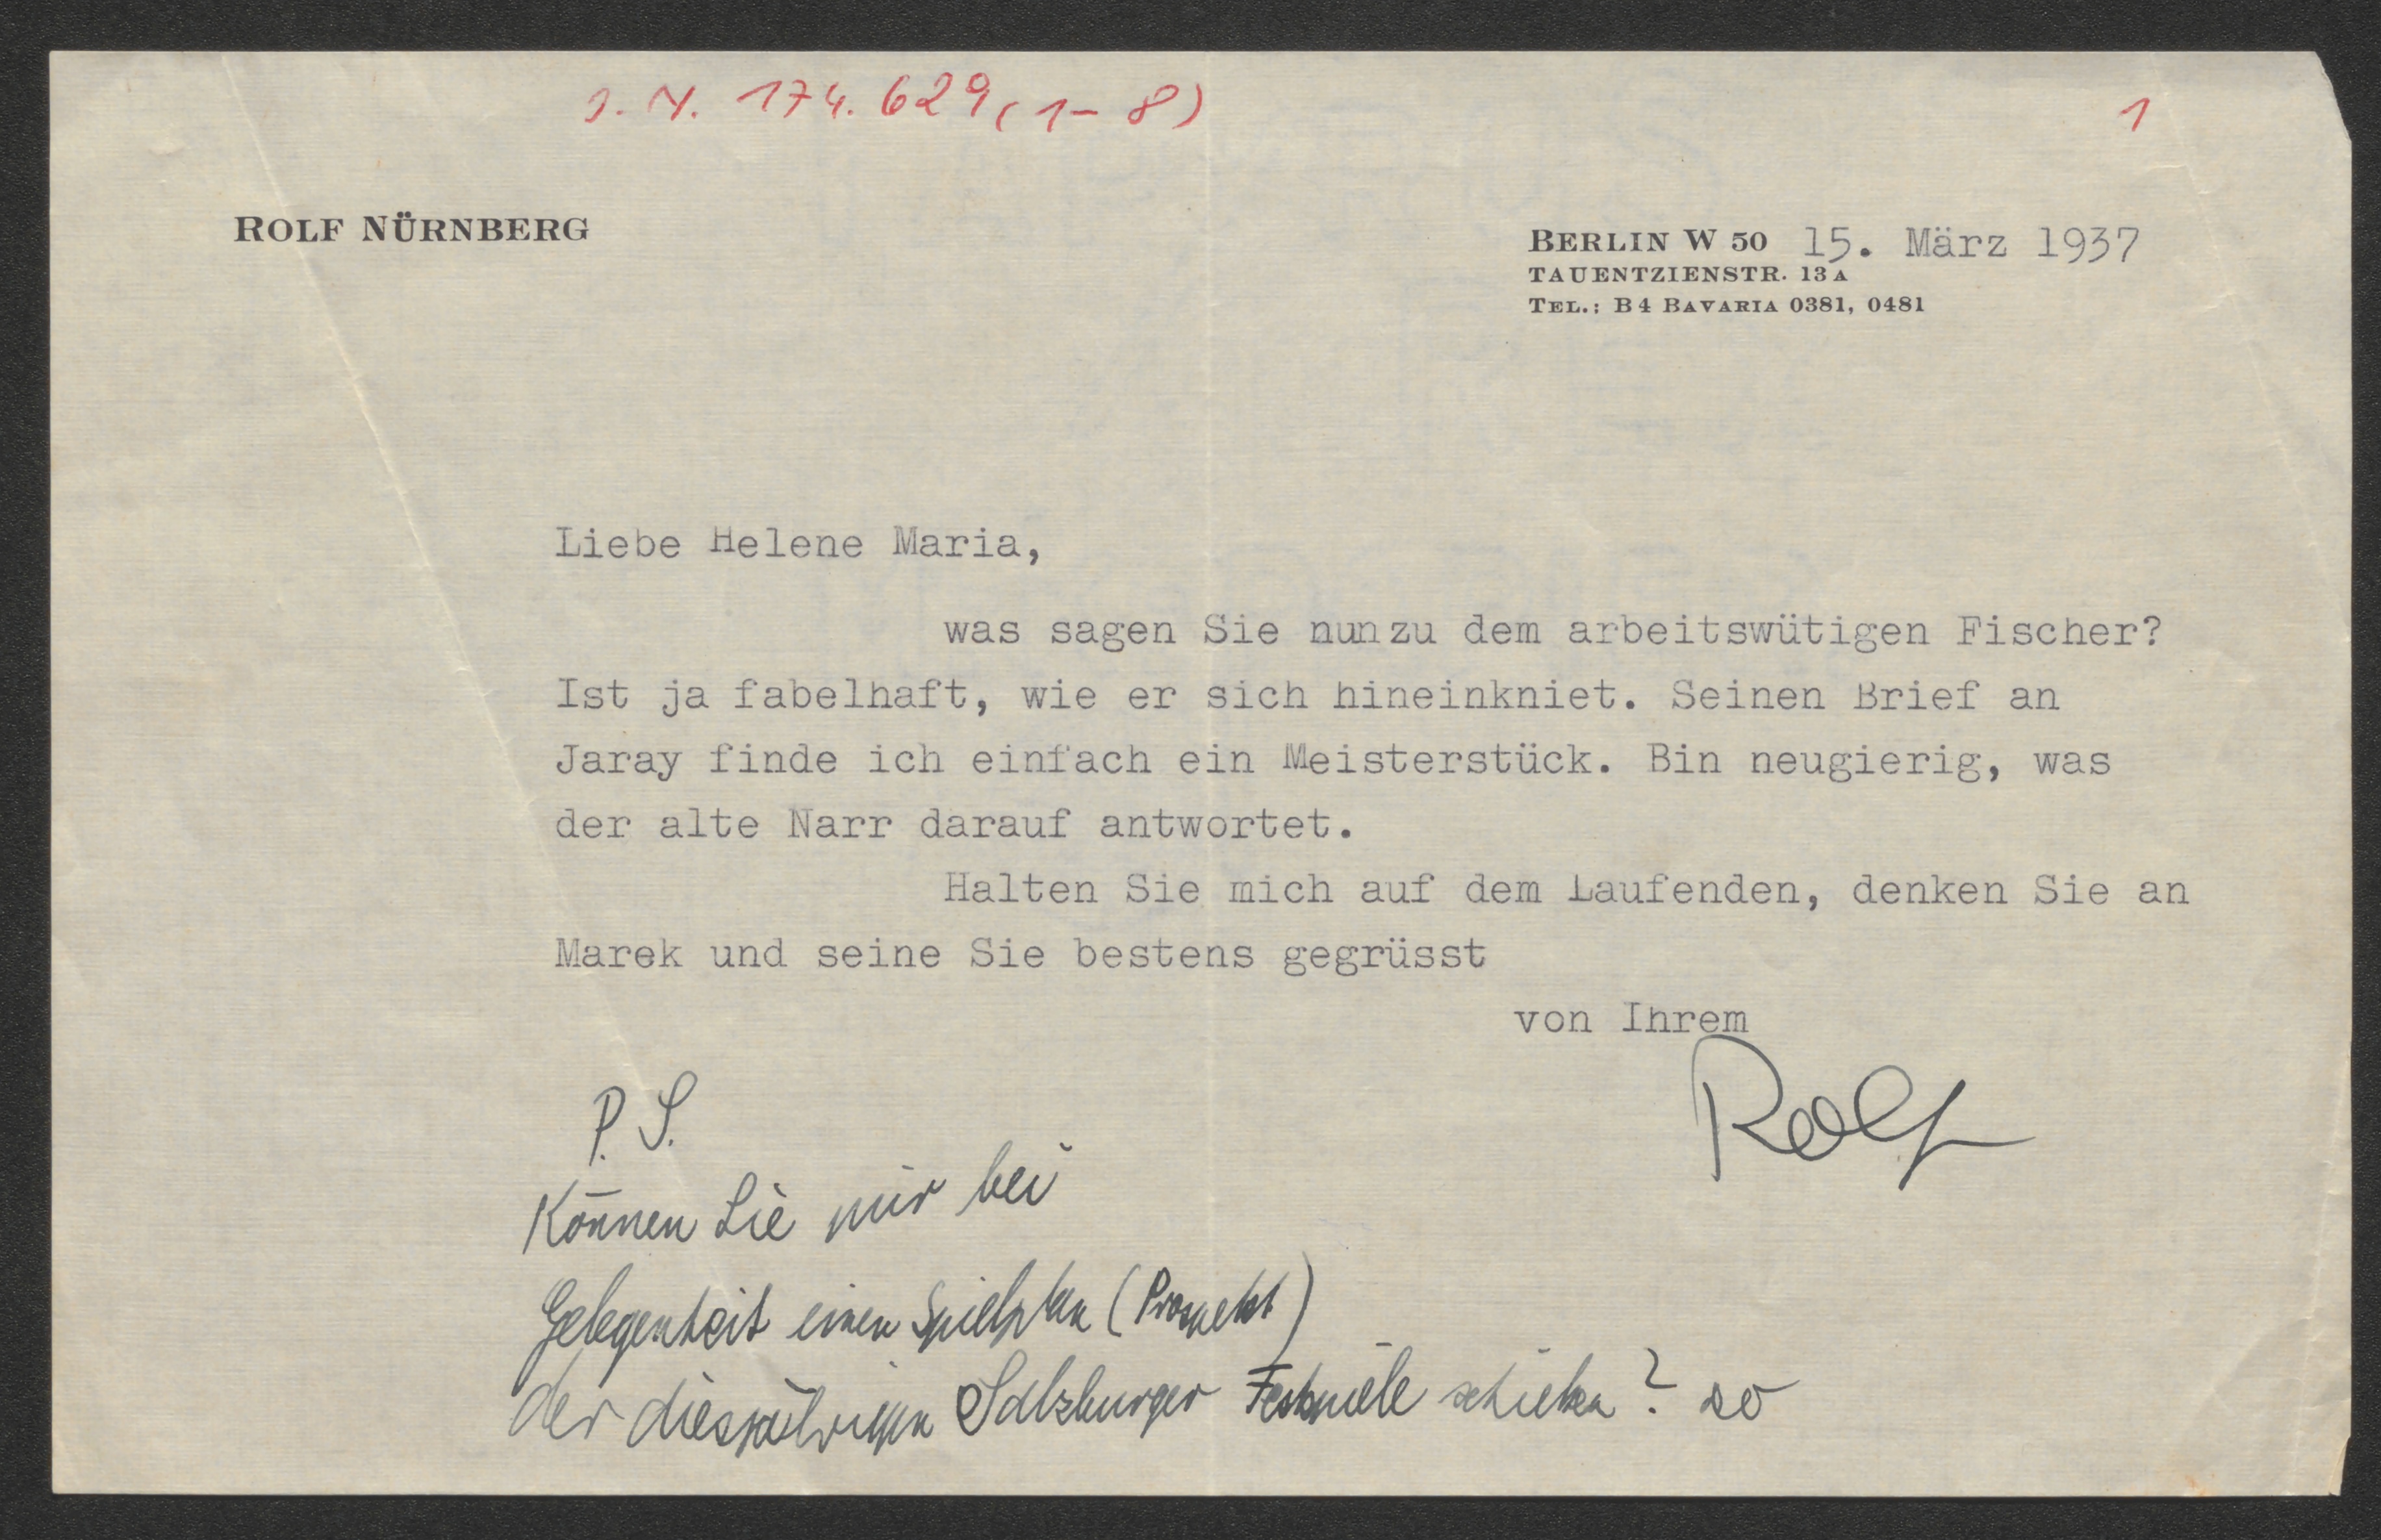 J. N. 174.629 (1-8)
1
ROLF NÜRNBERG
BERLIN W 50 15. März 1937
TAUENTZIENSTR. 13 A
TEL.: B 4 BAVARIA 0381, 0481
Liebe Helene Maria,
was sagen Sie nun zu dem arbeitswütigen Fischer?
Ist ja fabelhaft, wie er sich hineinkniet. Seinen Brief an
Jaray finde ich einfach ein Meisterstück. Bin neugierig, was
der alte Narr darauf antwortet.
Halten Sie mich auf dem Laufenden, denken Sie an
Marek und seine Sie bestens gegrüsst
von Ihrem
Rolf
P. S.
Können Sie mir bei
Gelegenheit einen Spielplan (Prospekt)
der diesjährigen Salzburger Festspiele schicken?